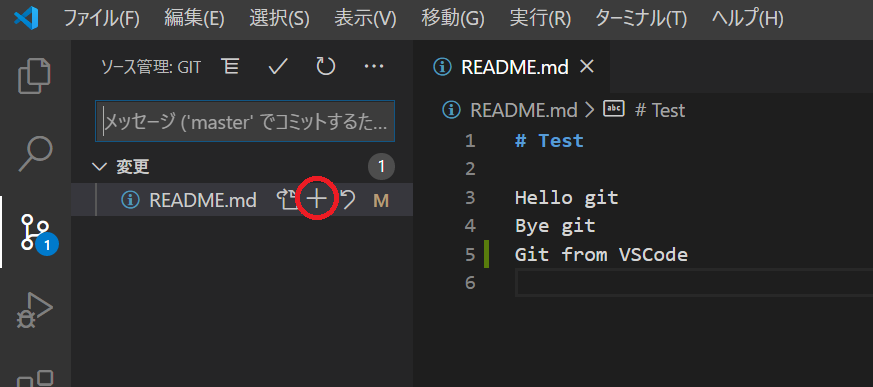 ファイル(F) 編集(E) 選択(S) 表示(V) 移動(G) 実行(R) ターミナル(T) ヘルプ(H)
ソース管理: GIT
メッセージ ('master' でコミットするた...
変更 1
README.md M
1
README.md
README.md > abc # Test
1 # Test
2
3 Hello git
4 Bye git
5 Git from VSCode
6